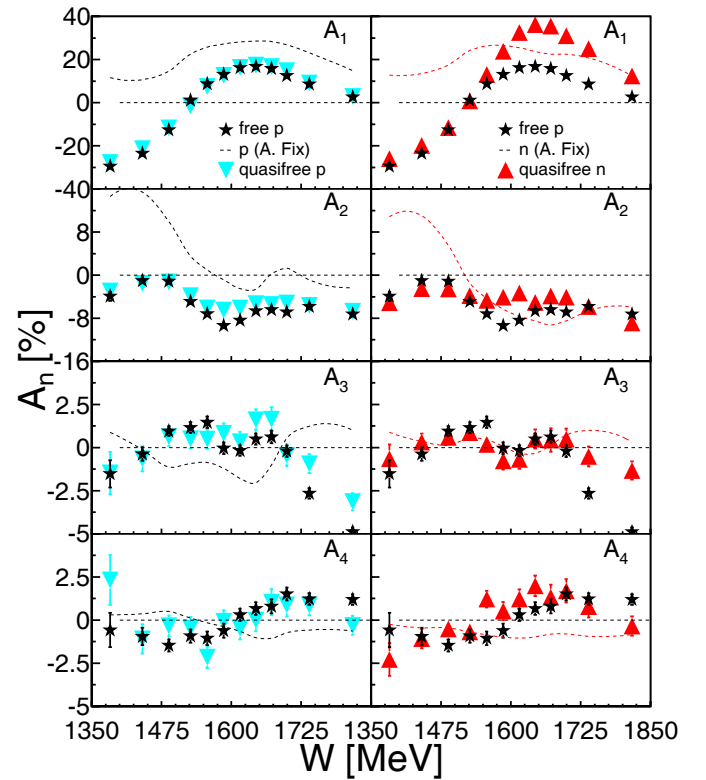 40
20
0
-20
-40
8
0
-8
-16
2.5
0
-2.5
-5
2.5
0
-2.5
-5
A1
free p
p (A. Fix)
quasifree p
A1
free p
n (A. Fix)
quasifree n
A2
A2
A3
A3
A4
A4
An [%]
1350 1475 1600 1725 1350 1475 1600 1725 1850
W [MeV]